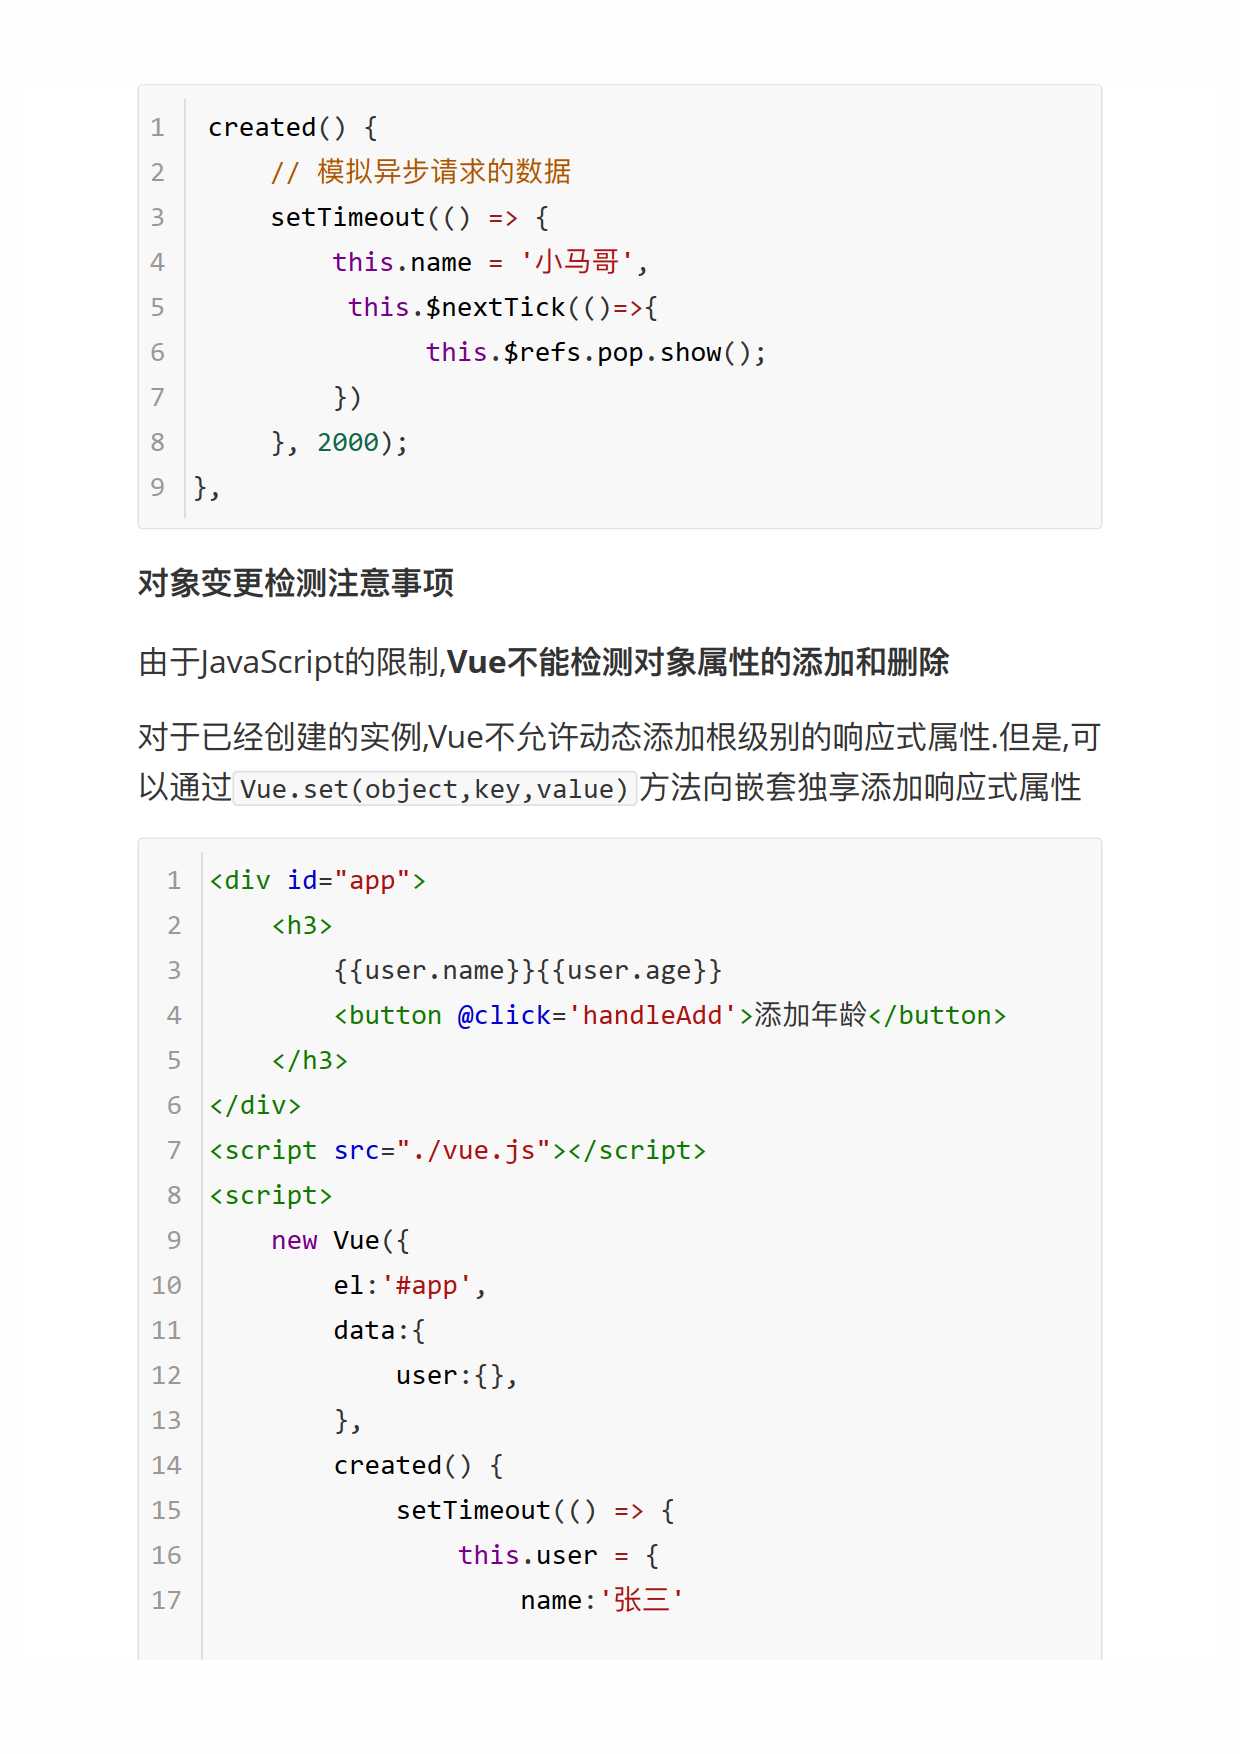 1 created() {
2 // 模拟异步请求的数据
3 setTimeout(() => {
4 this.name = '小马哥',
5 this.$nextTick(()=>{
6 this.$refs.pop.show();
7 })
8 }, 2000);
9 },
对象变更检测注意事项
由于JavaScript的限制,Vue不能检测对象属性的添加和删除
对于已经创建的实例,Vue不允许动态添加根级别的响应式属性.但是,可
以通过Vue.set(object,key,value)方法向嵌套独享添加响应式属性
1 <div id="app">
2 <h3>
3 {{user.name}}{{user.age}}
4 <button @click='handleAdd'>添加年龄</button>
5 </h3>
6 </div>
7 <script src="./vue.js"></script>
8 <script>
9 new Vue({
10 el:'#app',
11 data:{
12 user:{},
13 },
14 created() {
15 setTimeout(() => {
16 this.user = {
17 name:'张三'